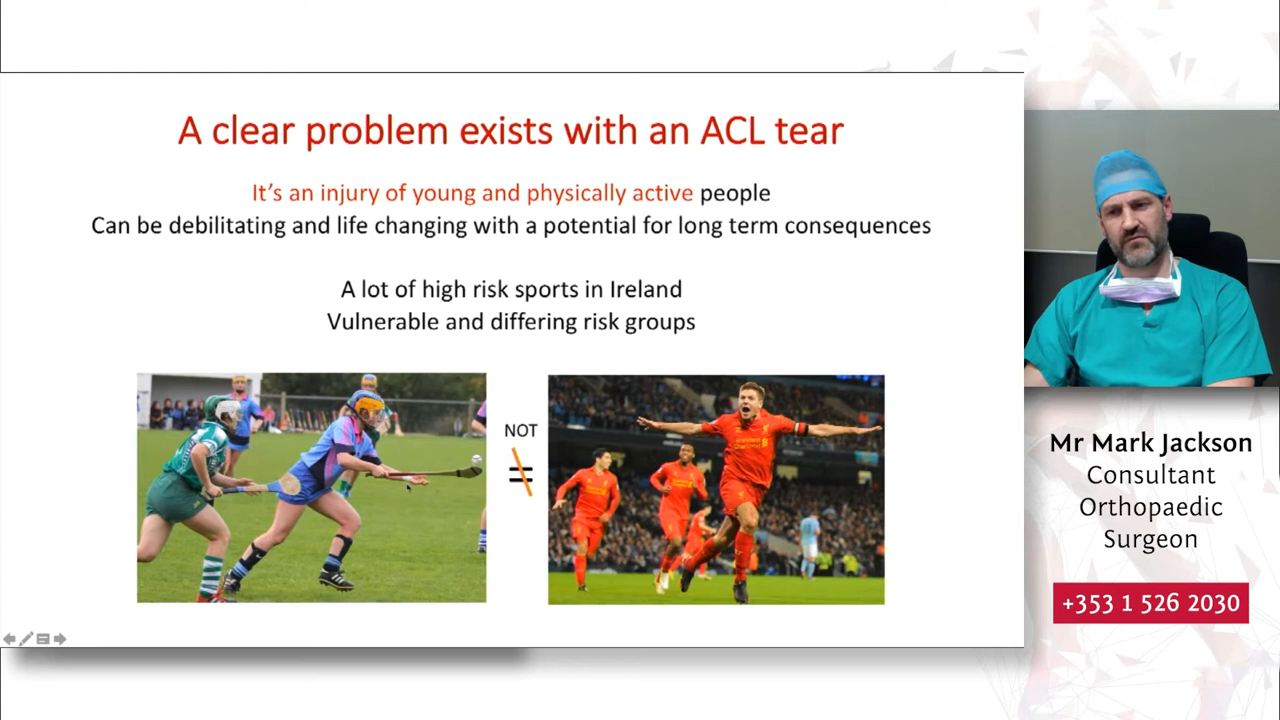 A clear problem exists with an ACL tear
It's an injury of young and physically active people
Can be debilitating and life changing with a potential for long term consequences
A lot of high risk sports in Ireland
Vulnerable and differing risk groups
NOT
=
Mr Mark Jackson
Consultant
Orthopaedic
Surgeon
+353 1 526 2030